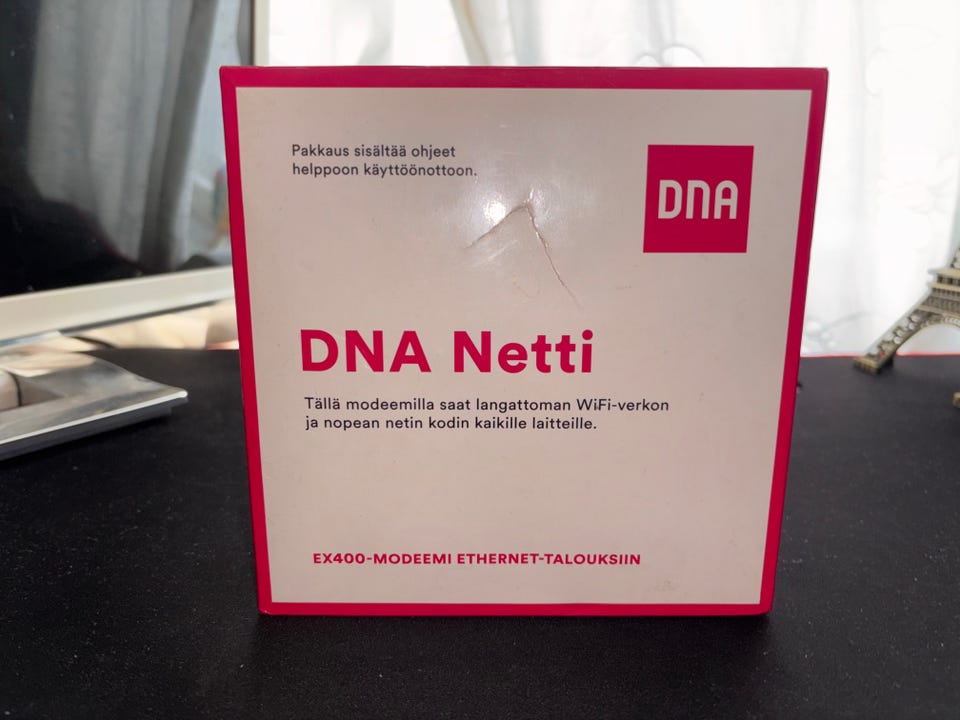 Pakkaus sisältää ohjeet
helppoon käyttöönottoon.
DNA
DNA Netti
Tällä modeemilla saat langattoman WiFi-verkon
ja nopean netin kodin kaikille laitteille.
EX400-MODEEMI ETHERNET-TALOUKSIIN